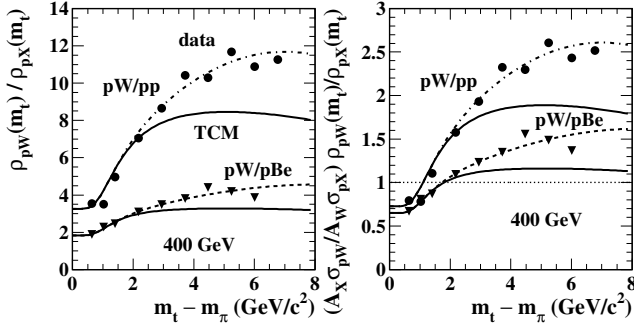 ρpW(mt) / ρpX(mt)
14
12
10
8
6
4
2
0
data
pW/pp
TCM
pW/pBe
400 GeV
0 2 4 6 8
mt − mπ (GeV/c2)
(AXσpW/AWσpX) ρpW(mt)/ρpX(mt)
3
2.5
2
1.5
1
0.5
0
pW/pp
pW/pBe
400 GeV
0 2 4 6 8
mt − mπ (GeV/c2)